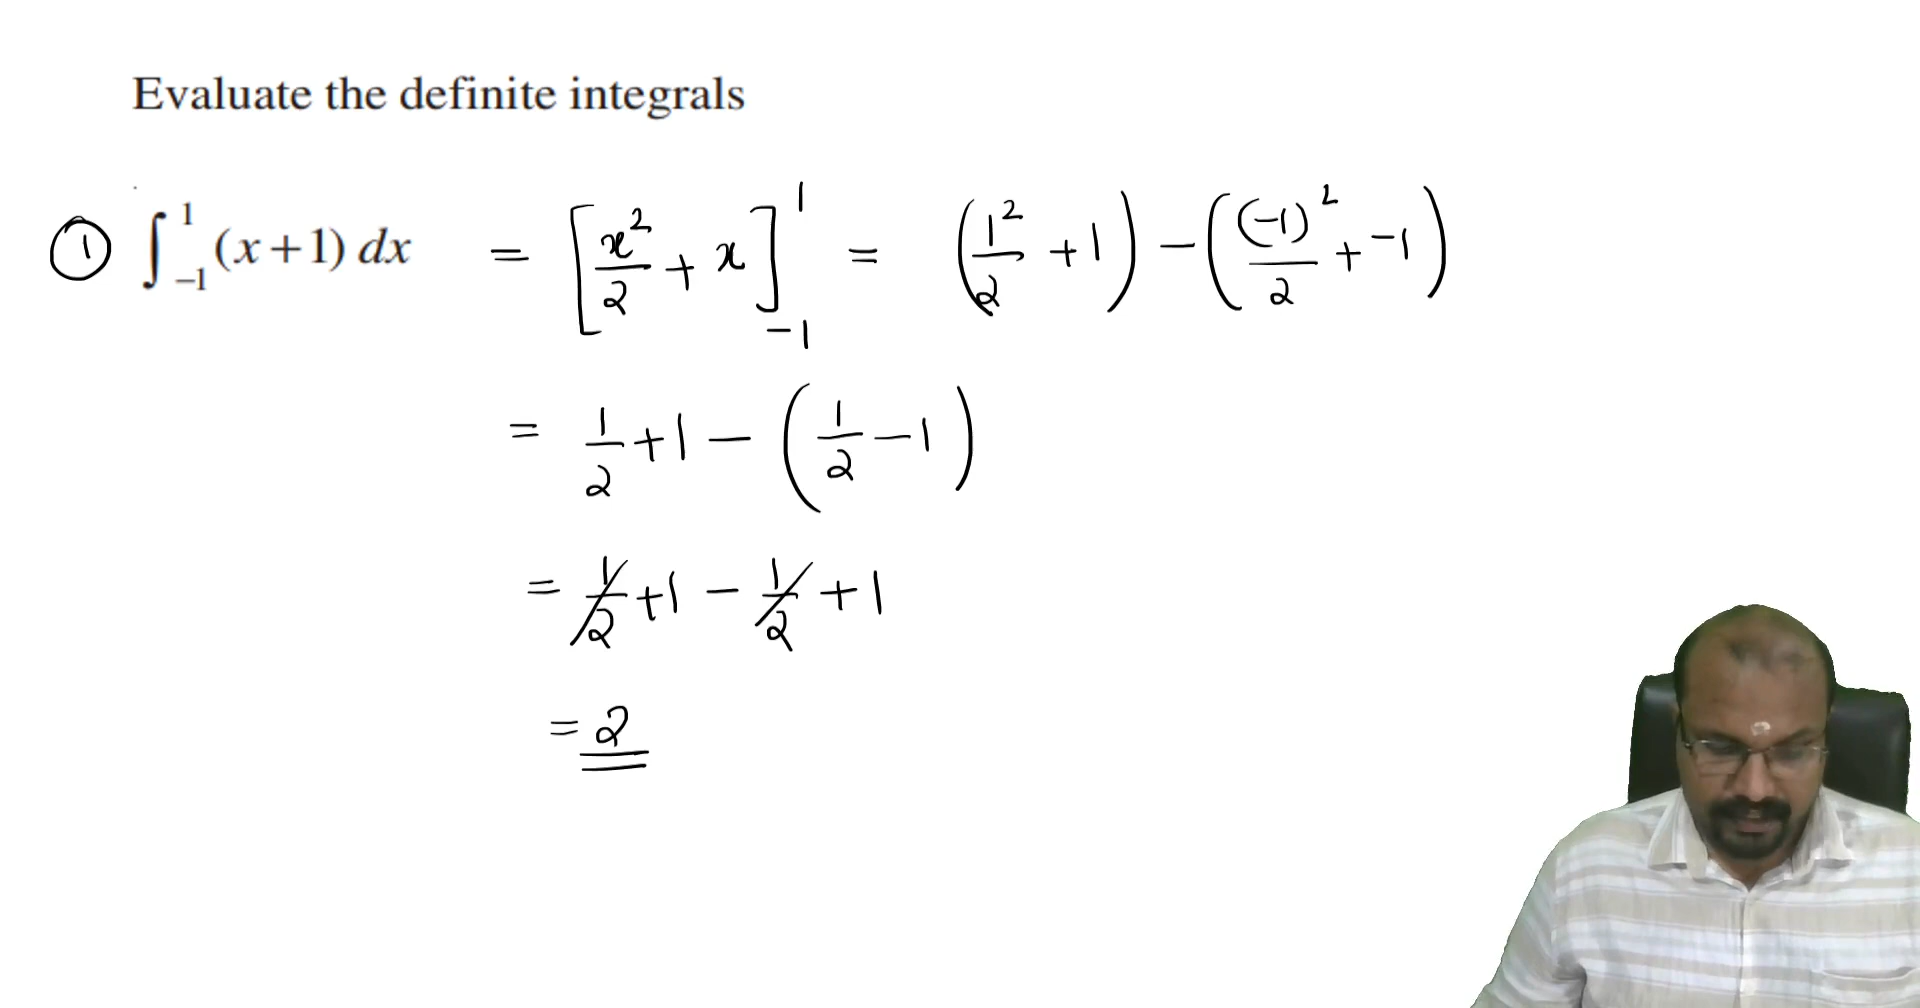 Evaluate the definite integrals
① ∫_{-1}^{1} (x+1) dx = [x²/2 + x]_{-1}^{1} = (1²/2 + 1) - ((-1)²/2 + -1)
= 1/2 + 1 - (1/2 - 1)
= 1/2 + 1 - 1/2 + 1
= 2